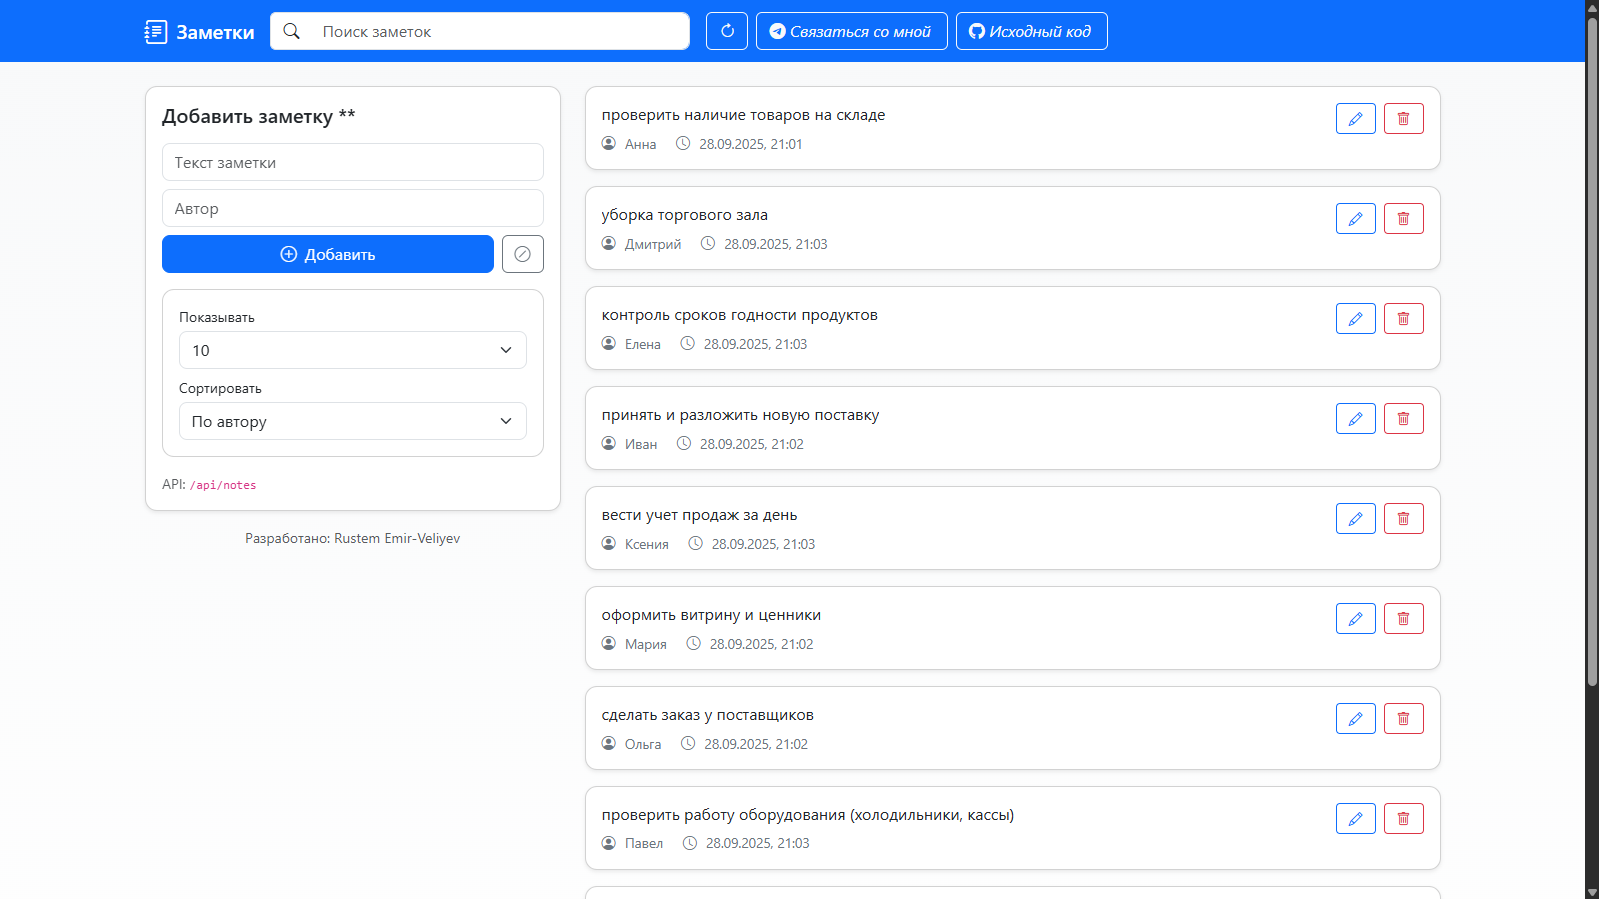 Заметки
Поиск заметок
Связаться со мной
Исходный код
Добавить заметку **
Текст заметки
Автор
Добавить
Показывать
10
Сортировать
По автору
API: /api/notes
Разработано: Rustem Emir-Veliyev
проверить наличие товаров на складе
Анна 28.09.2025, 21:01
уборка торгового зала
Дмитрий 28.09.2025, 21:03
контроль сроков годности продуктов
Елена 28.09.2025, 21:03
принять и разложить новую поставку
Иван 28.09.2025, 21:02
вести учет продаж за день
Ксения 28.09.2025, 21:03
оформить витрину и ценники
Мария 28.09.2025, 21:02
сделать заказ у поставщиков
Ольга 28.09.2025, 21:02
проверить работу оборудования (холодильники, кассы)
Павел 28.09.2025, 21:03